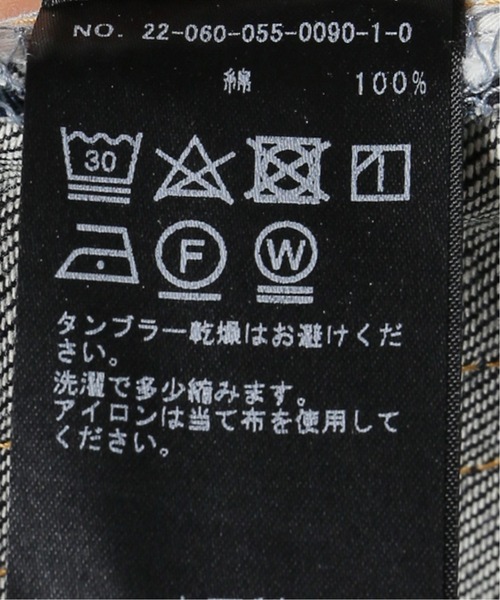 NO. 22-060-055-0090-1-0
綿 100%
30
F W
タンブラー乾燥はお避けくだ
さい。
洗濯で多少縮みます。
アイロンは当て布を使用して
ください。